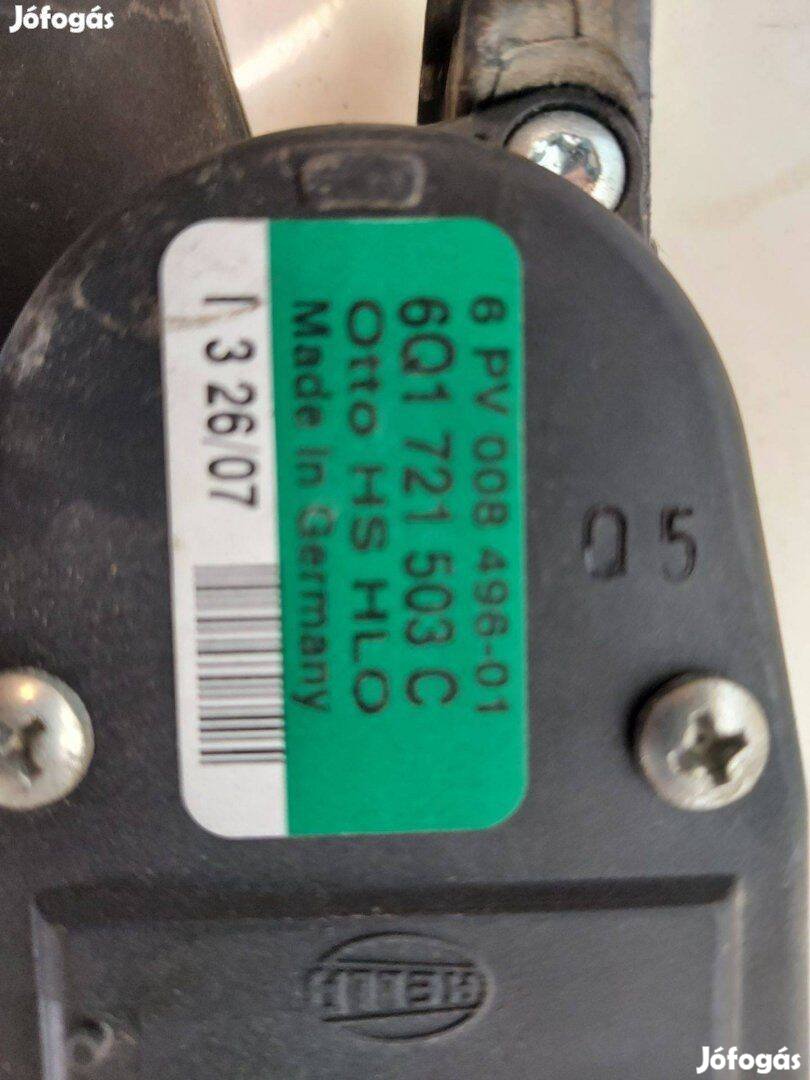 Jófogás
6 PV 008 496-01
6Q1 721 503 C
Otto HS HLO
Made in Germany
3 26/07
Q5
HELLA
Jófogás